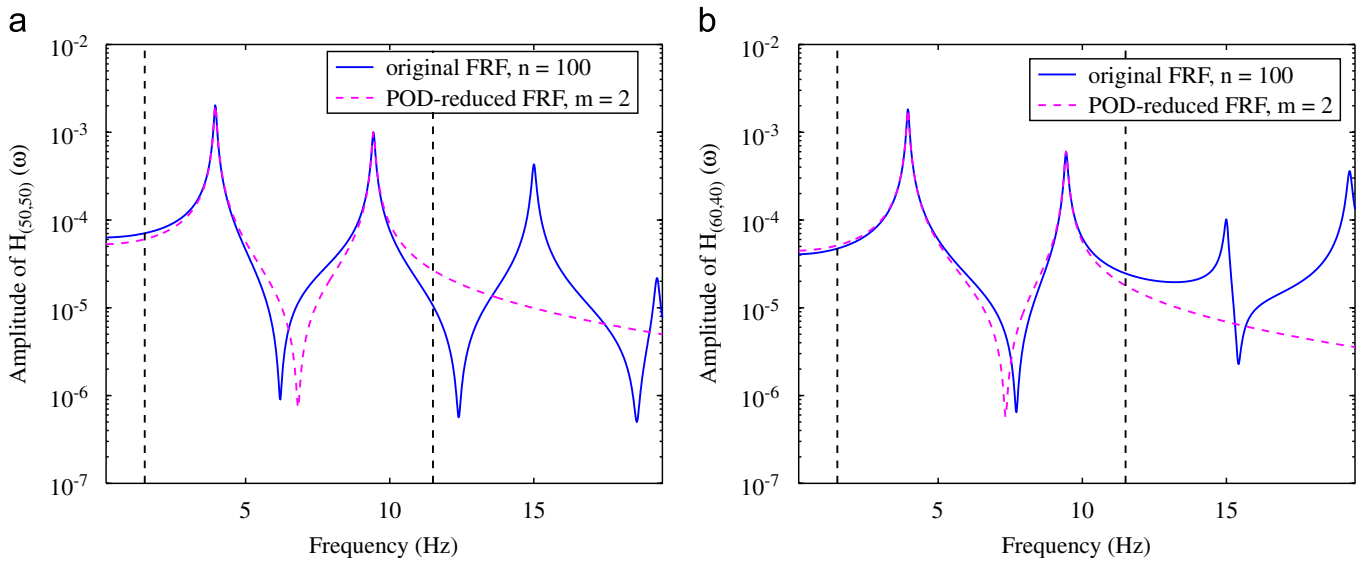 a
Amplitude of H(50,50) (ω)
10-2
10-3
10-4
10-5
10-6
10-7
original FRF, n = 100
POD-reduced FRF, m = 2
5
10
15
Frequency (Hz)
b
Amplitude of H(60,40) (ω)
10-2
10-3
10-4
10-5
10-6
10-7
original FRF, n = 100
POD-reduced FRF, m = 2
5
10
15
Frequency (Hz)